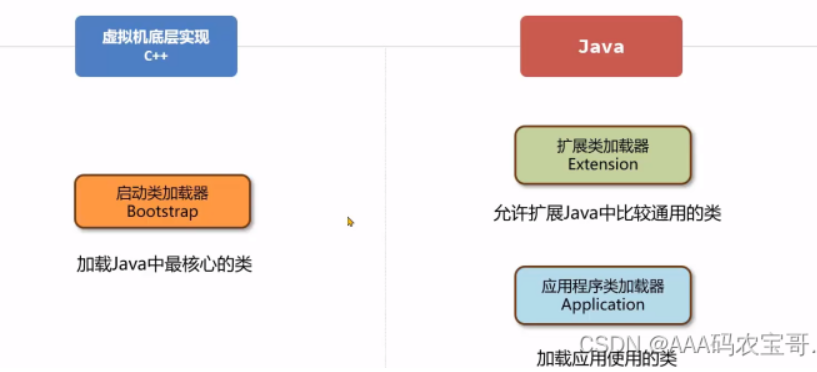 虚拟机底层实现
C++
Java
启动类加载器
Bootstrap
加载Java中最核心的类
扩展类加载器
Extension
允许扩展Java中比较通用的类
应用程序类加载器
Application
加载应用使用的类
CSDN @AAA码农宝哥.